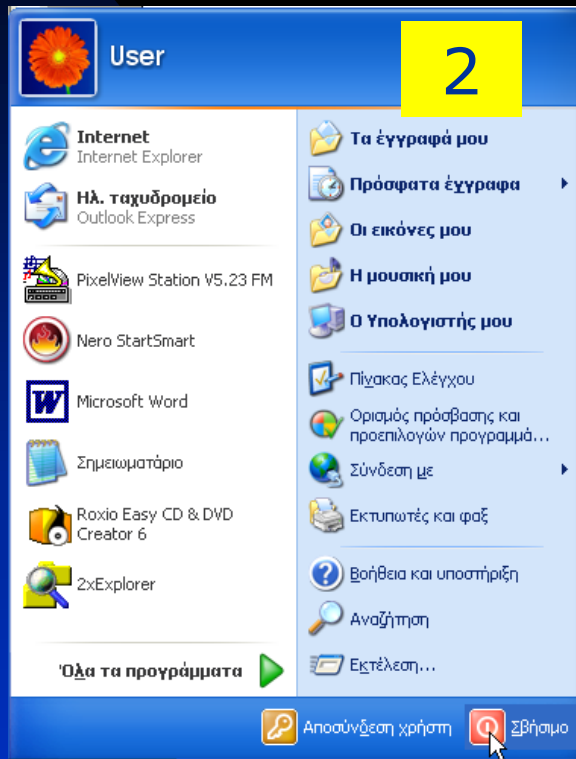 User
2
Internet
Internet Explorer
Ηλ. ταχυδρομείο
Outlook Express
PixelView Station V5.23 FM
Nero StartSmart
Microsoft Word
Σημειωματάριο
Roxio Easy CD & DVD
Creator 6
2xExplorer
Όλα τα προγράμματα
Τα έγγραφά μου
Πρόσφατα έγγραφα
Οι εικόνες μου
Η μουσική μου
Ο Υπολογιστής μου
Πίνακας Ελέγχου
Ορισμός πρόσβασης και
προεπιλογών προγραμμά...
Σύνδεση με
Εκτυπωτές και φαξ
Βοήθεια και υποστήριξη
Αναζήτηση
Εκτέλεση...
Αποσύνδεση χρήστη
Σβήσιμο